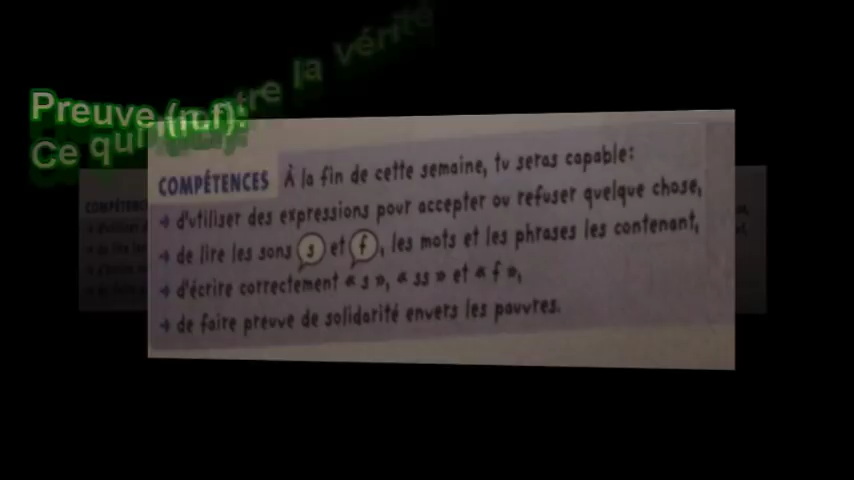 Preuve (n.f):
Ce qui montre la vérité
COMPÉTENCES À la fin de cette semaine, tu seras capable:
→ d'utiliser des expressions pour accepter ou refuser quelque chose,
→ de lire les sons s et f, les mots et les phrases les contenant,
→ d'écrire correctement « s », « ss » et « f »,
→ de faire preuve de solidarité envers les pauvres.